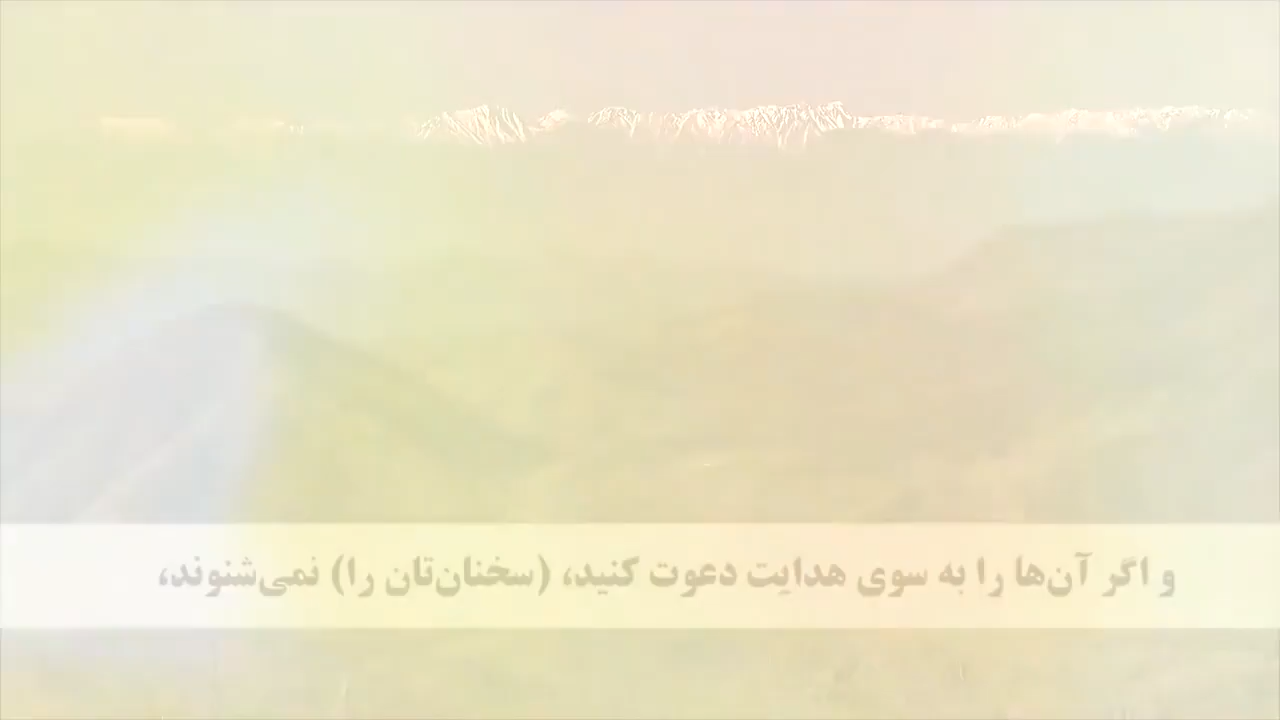 و اگر آن‌ها را به سوی هدایت دعوت کنید، (سخنان‌تان را) نمی‌شنوند،